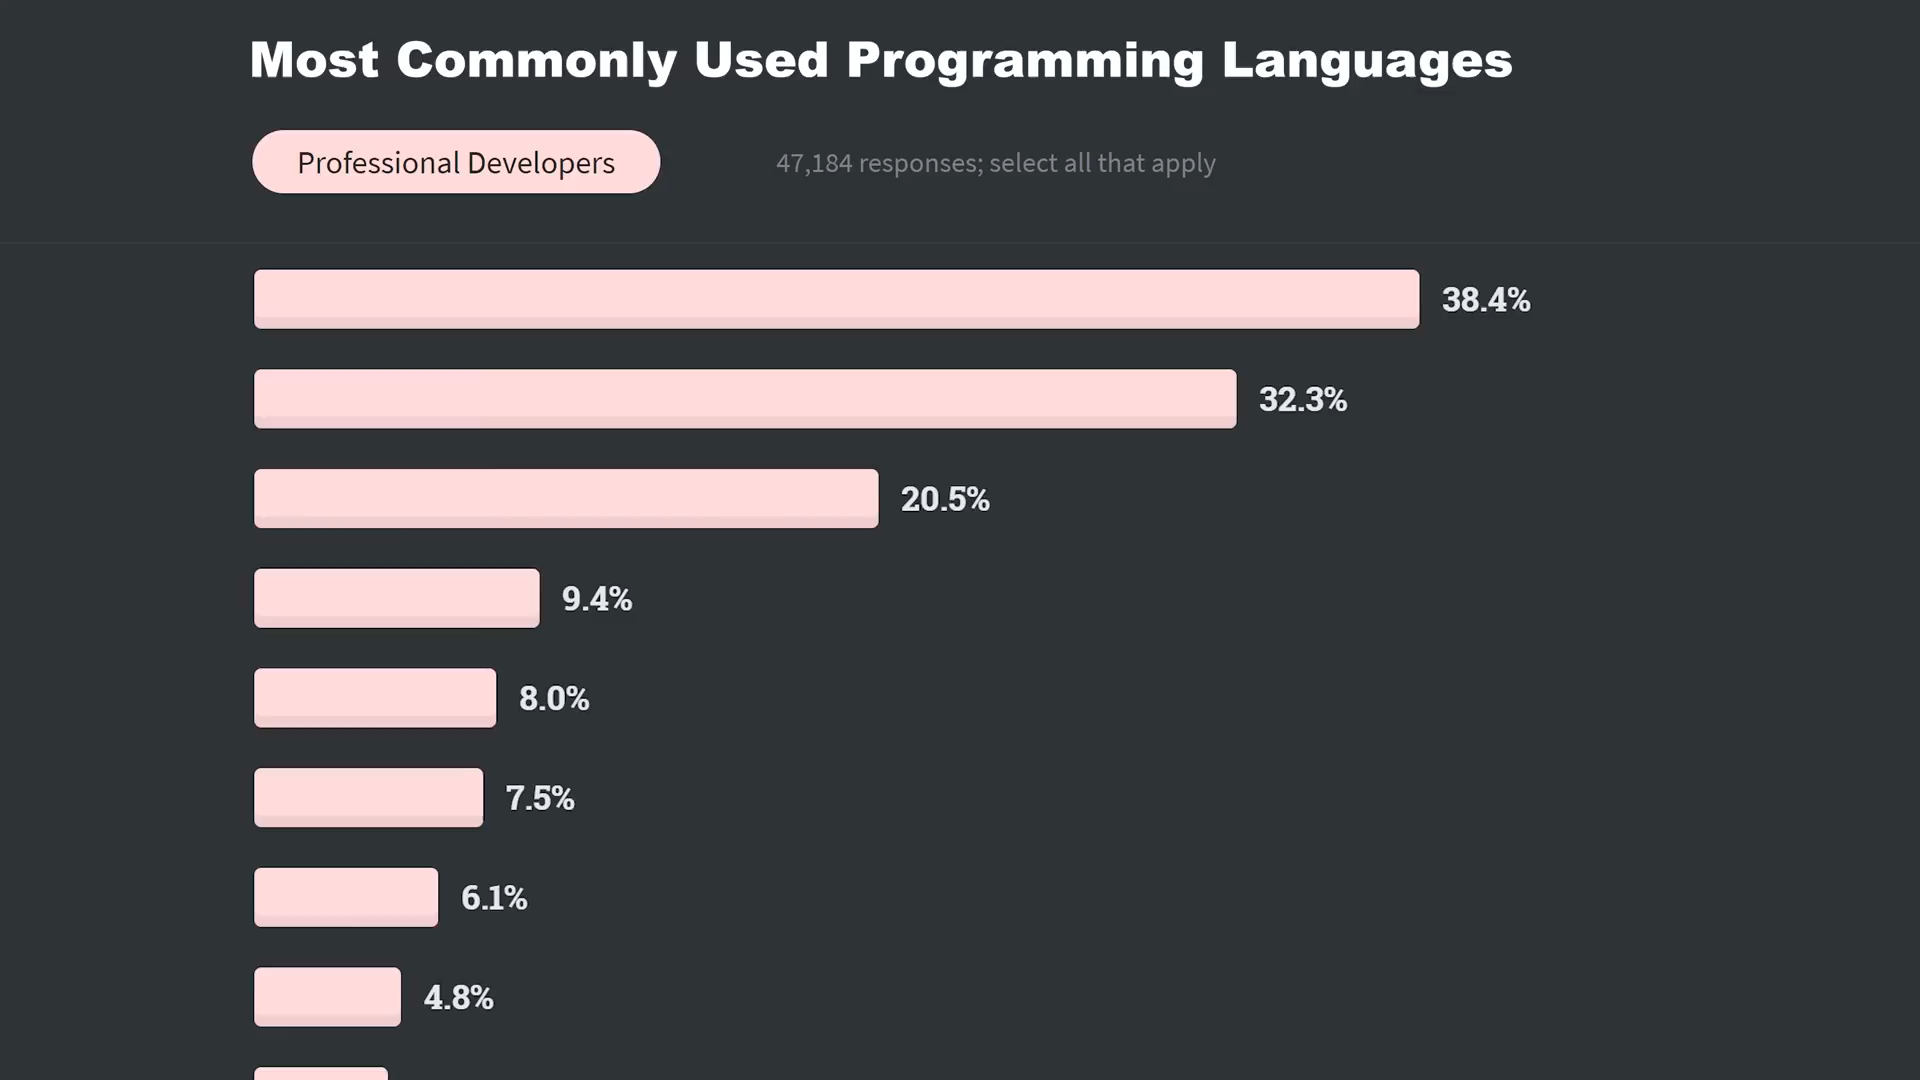 Most Commonly Used Programming Languages
Professional Developers
47,184 responses; select all that apply
38.4%
32.3%
20.5%
9.4%
8.0%
7.5%
6.1%
4.8%